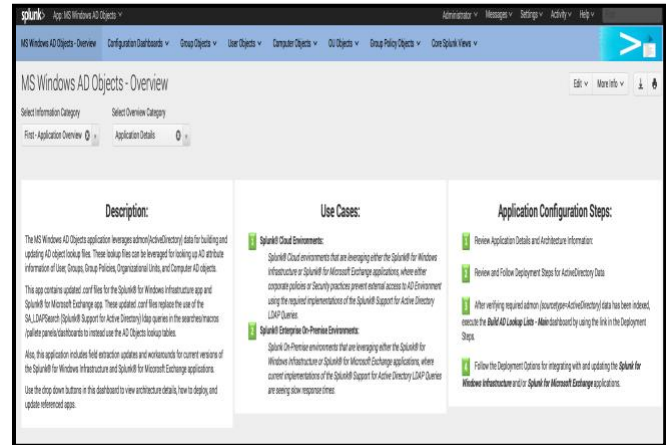 splunk> App: MS Windows AD Objects
Administrator Messages Settings Activity Help
MS Windows AD Objects - Overview Configuration Dashboards Group Objects User Objects Computer Objects OU Objects Group Policy Objects Core Splunk Views
MS Windows AD Objects - Overview
Edit More Info
Select Information Category
Select Overview Category
First - Application Overview
Application Details
Description:
The MS Windows AD Objects application leverages admon(ActiveDirectory) data for building and
updating AD object lookup files. These lookup files can be leveraged for looking up AD attribute
information of User, Groups, Group Policies, Organizational Units, and Computer AD objects.
This app contains updated .conf files for the Splunk® for Windows Infrastructure app and
Splunk® for Microsoft Exchange app. These updated .conf files replace the use of the
SA_LDAPSearch (Splunk® Support for Active Directory) ldap queries in the searches/macros
/pallete panels/dashboards to instead use the AD Objects lookup tables.
Also, this application includes field extraction updates and workarounds for current versions of
the Splunk® for Windows Infrastructure and Splunk® for Microsoft Exchange applications.
Use the drop down buttons in this dashboard to view architecture details, how to deploy, and
update referenced apps.
Use Cases:
Splunk® Cloud Environments:
Splunk® Cloud environments that are leveraging either the Splunk® for Windows
Infrastructure or Splunk® for Microsoft Exchange applications, where either
corporate policies or Security practices prevent external access to AD Environment
using the required implementations of the Splunk® Support for Active Directory
LDAP Queries.
Splunk® Enterprise On-Premise Environments:
Splunk On-Premise environments that are leveraging either the Splunk® for
Windows Infrastructure or Splunk® for Microsoft Exchange applications, where
current implementations of the Splunk® Support for Active Directory LDAP Queries
are seeing slow response times.
Application Configuration Steps:
1 Review Application Details and Architecture Information:
2 Review and Follow Deployment Steps for ActiveDirectory Data
3 After verifying required admon (sourcetype=ActiveDirectory) data has been indexed,
execute the Build AD Lookup Lists - Main dashboard by using the link in the Deployment
Steps.
4 Follow the Deployment Options for integrating with and updating the Splunk for
Windows Infrastructure and/or Splunk for Microsoft Exchange applications.